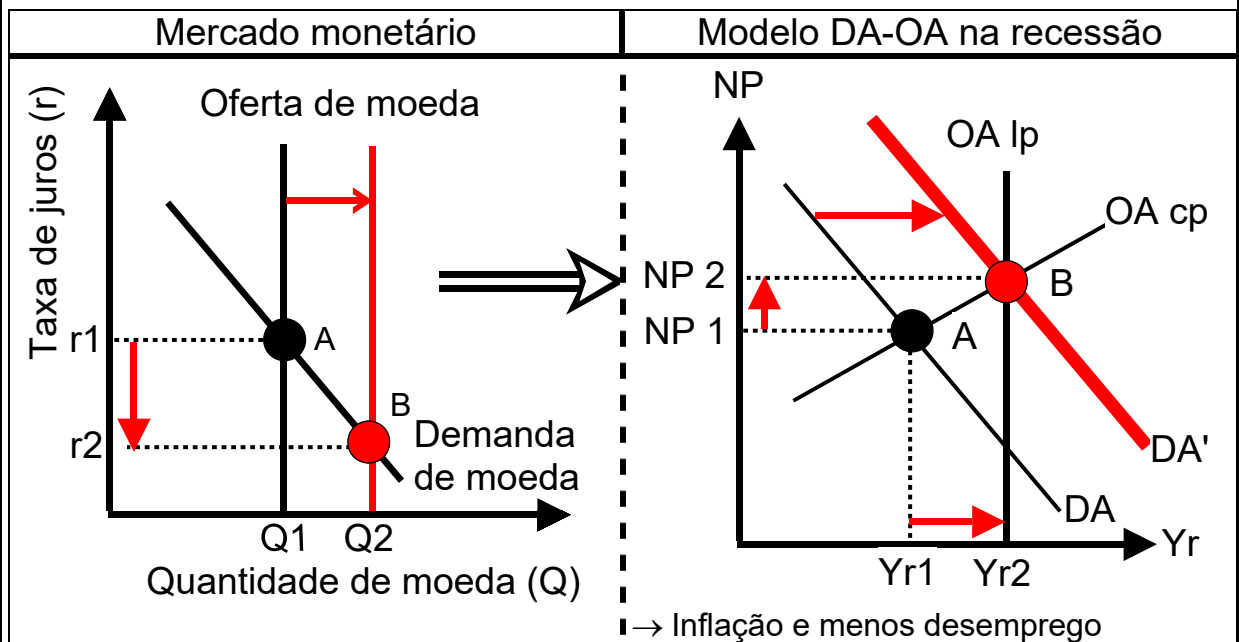 Mercado monetário
Modelo DA-OA na recessão
Taxa de juros (r)
Oferta de moeda
r1
A
r2
B
Demanda
de moeda
Q1 Q2
Quantidade de moeda (Q)
NP
OA lp
OA cp
NP 2
B
NP 1
A
DA'
DA
Yr
Yr1 Yr2
→ Inflação e menos desemprego